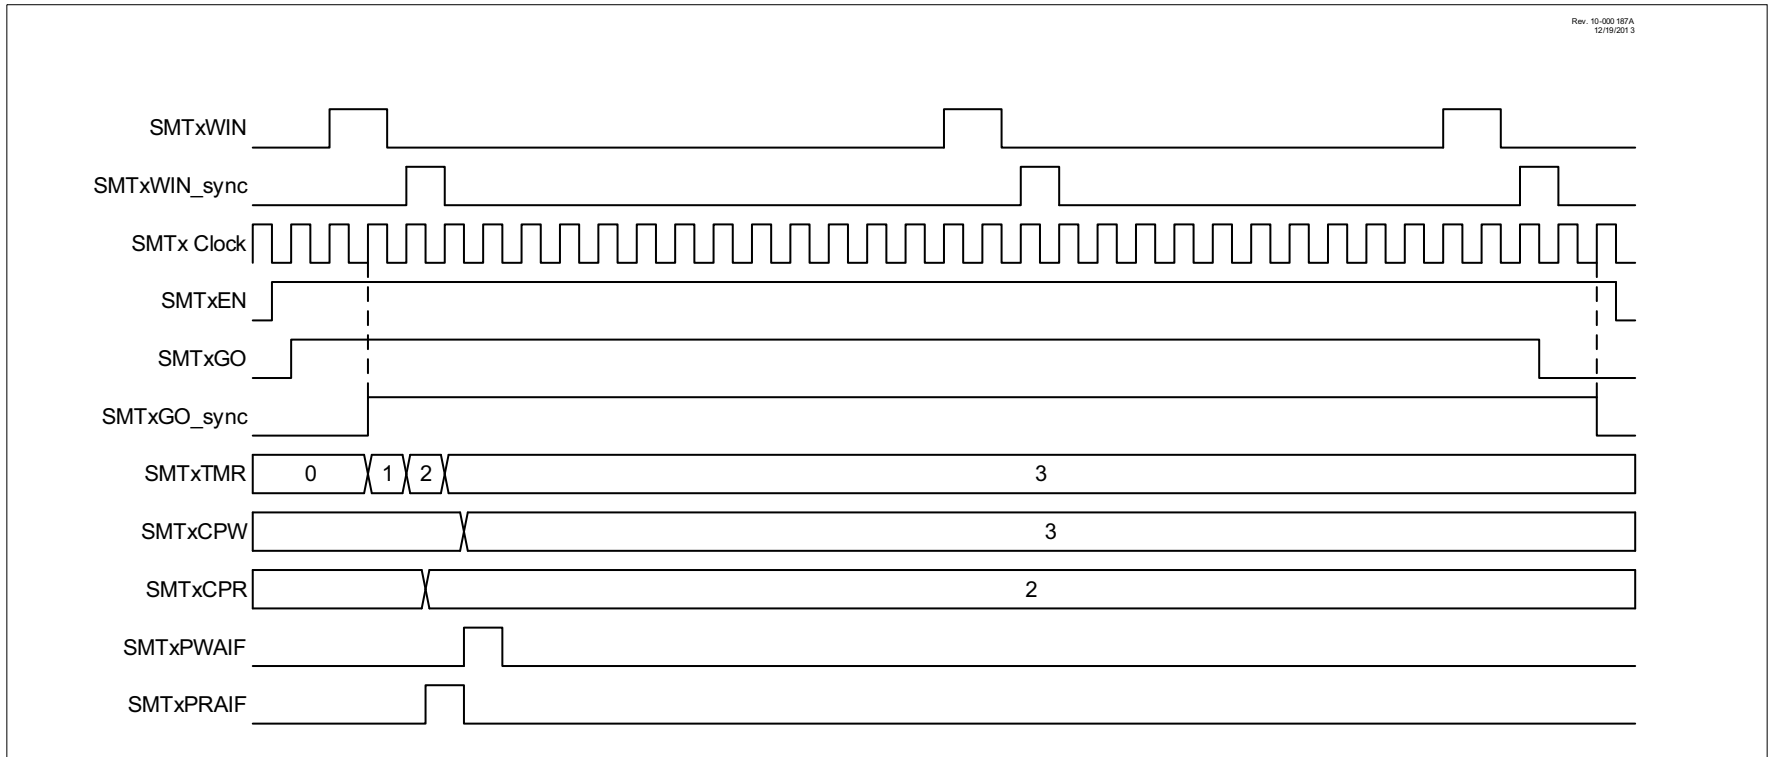 Rev. 10-000 187A
12/19/201 3
SMTxWIN
SMTxWIN_sync
SMTx Clock
SMTxEN
SMTxGO
SMTxGO_sync
SMTxTMR 0 1 2 3
SMTxCPW 3
SMTxCPR 2
SMTxPWAIF
SMTxPRAIF